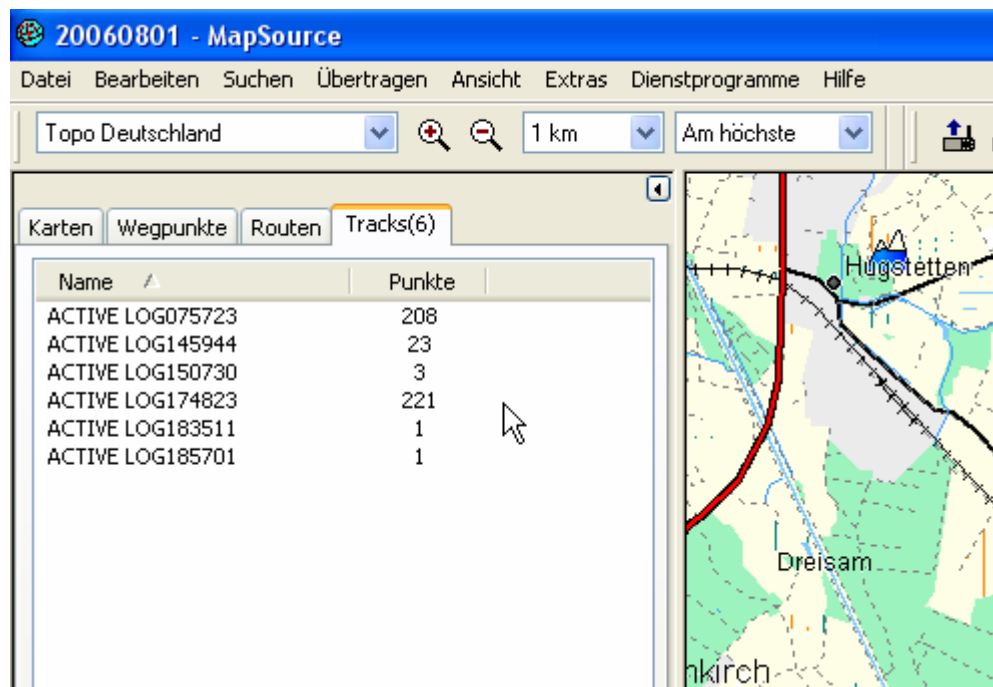 20060801 - MapSource
Datei Bearbeiten Suchen Übertragen Ansicht Extras Dienstprogramme Hilfe
Topo Deutschland 1 km Am höchste
Karten Wegpunkte Routen Tracks(6)
Name Punkte
ACTIVE LOG075723 208
ACTIVE LOG145944 23
ACTIVE LOG150730 3
ACTIVE LOG174823 221
ACTIVE LOG183511 1
ACTIVE LOG185701 1
Hugstetten
Dreisam
nkirch